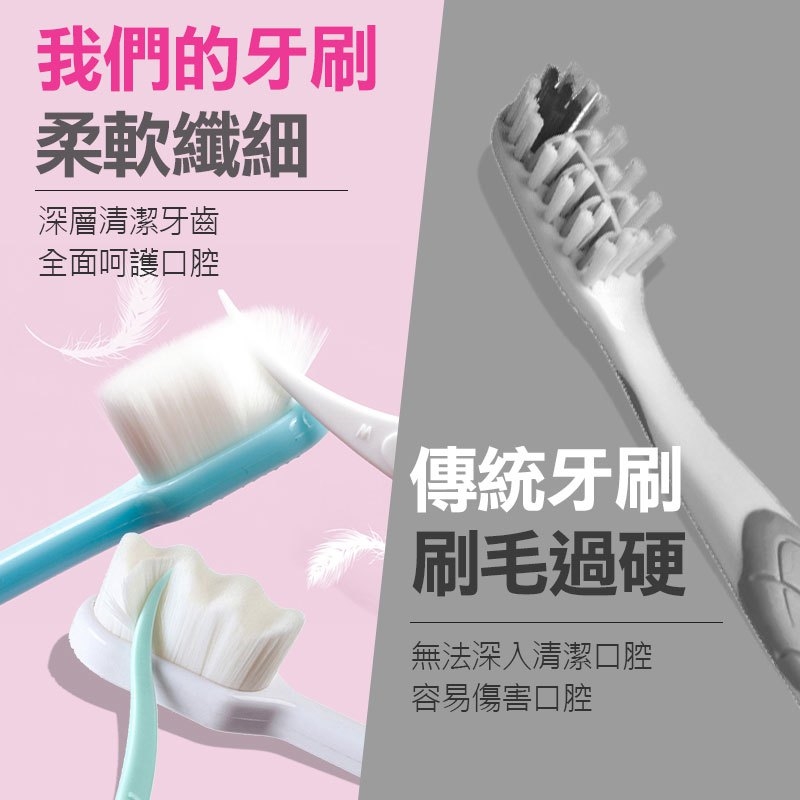 我們的牙刷
柔軟纖細
深層清潔牙齒
全面呵護口腔
M
傳統牙刷
刷毛過硬
無法深入清潔口腔
容易傷害口腔